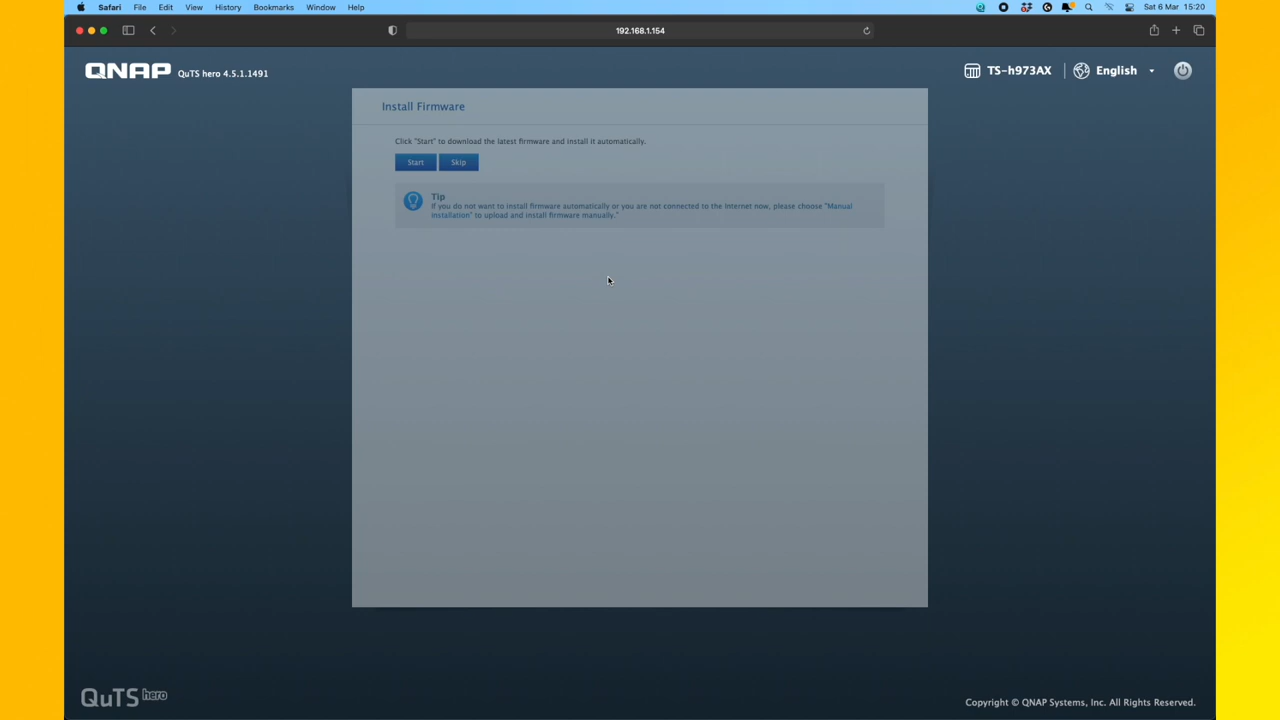 Safari File Edit View History Bookmarks Window Help
Sat 6 Mar 15:20
192.168.1.154
QNAP QuTS hero 4.5.1.1491
TS-h973AX English
Install Firmware
Click "Start" to download the latest firmware and install it automatically.
Start Skip
Tip
If you do not want to install firmware automatically or you are not connected to the Internet now, please choose "Manual
installation" to upload and install firmware manually."
QuTS hero
Copyright © QNAP Systems, Inc. All Rights Reserved.